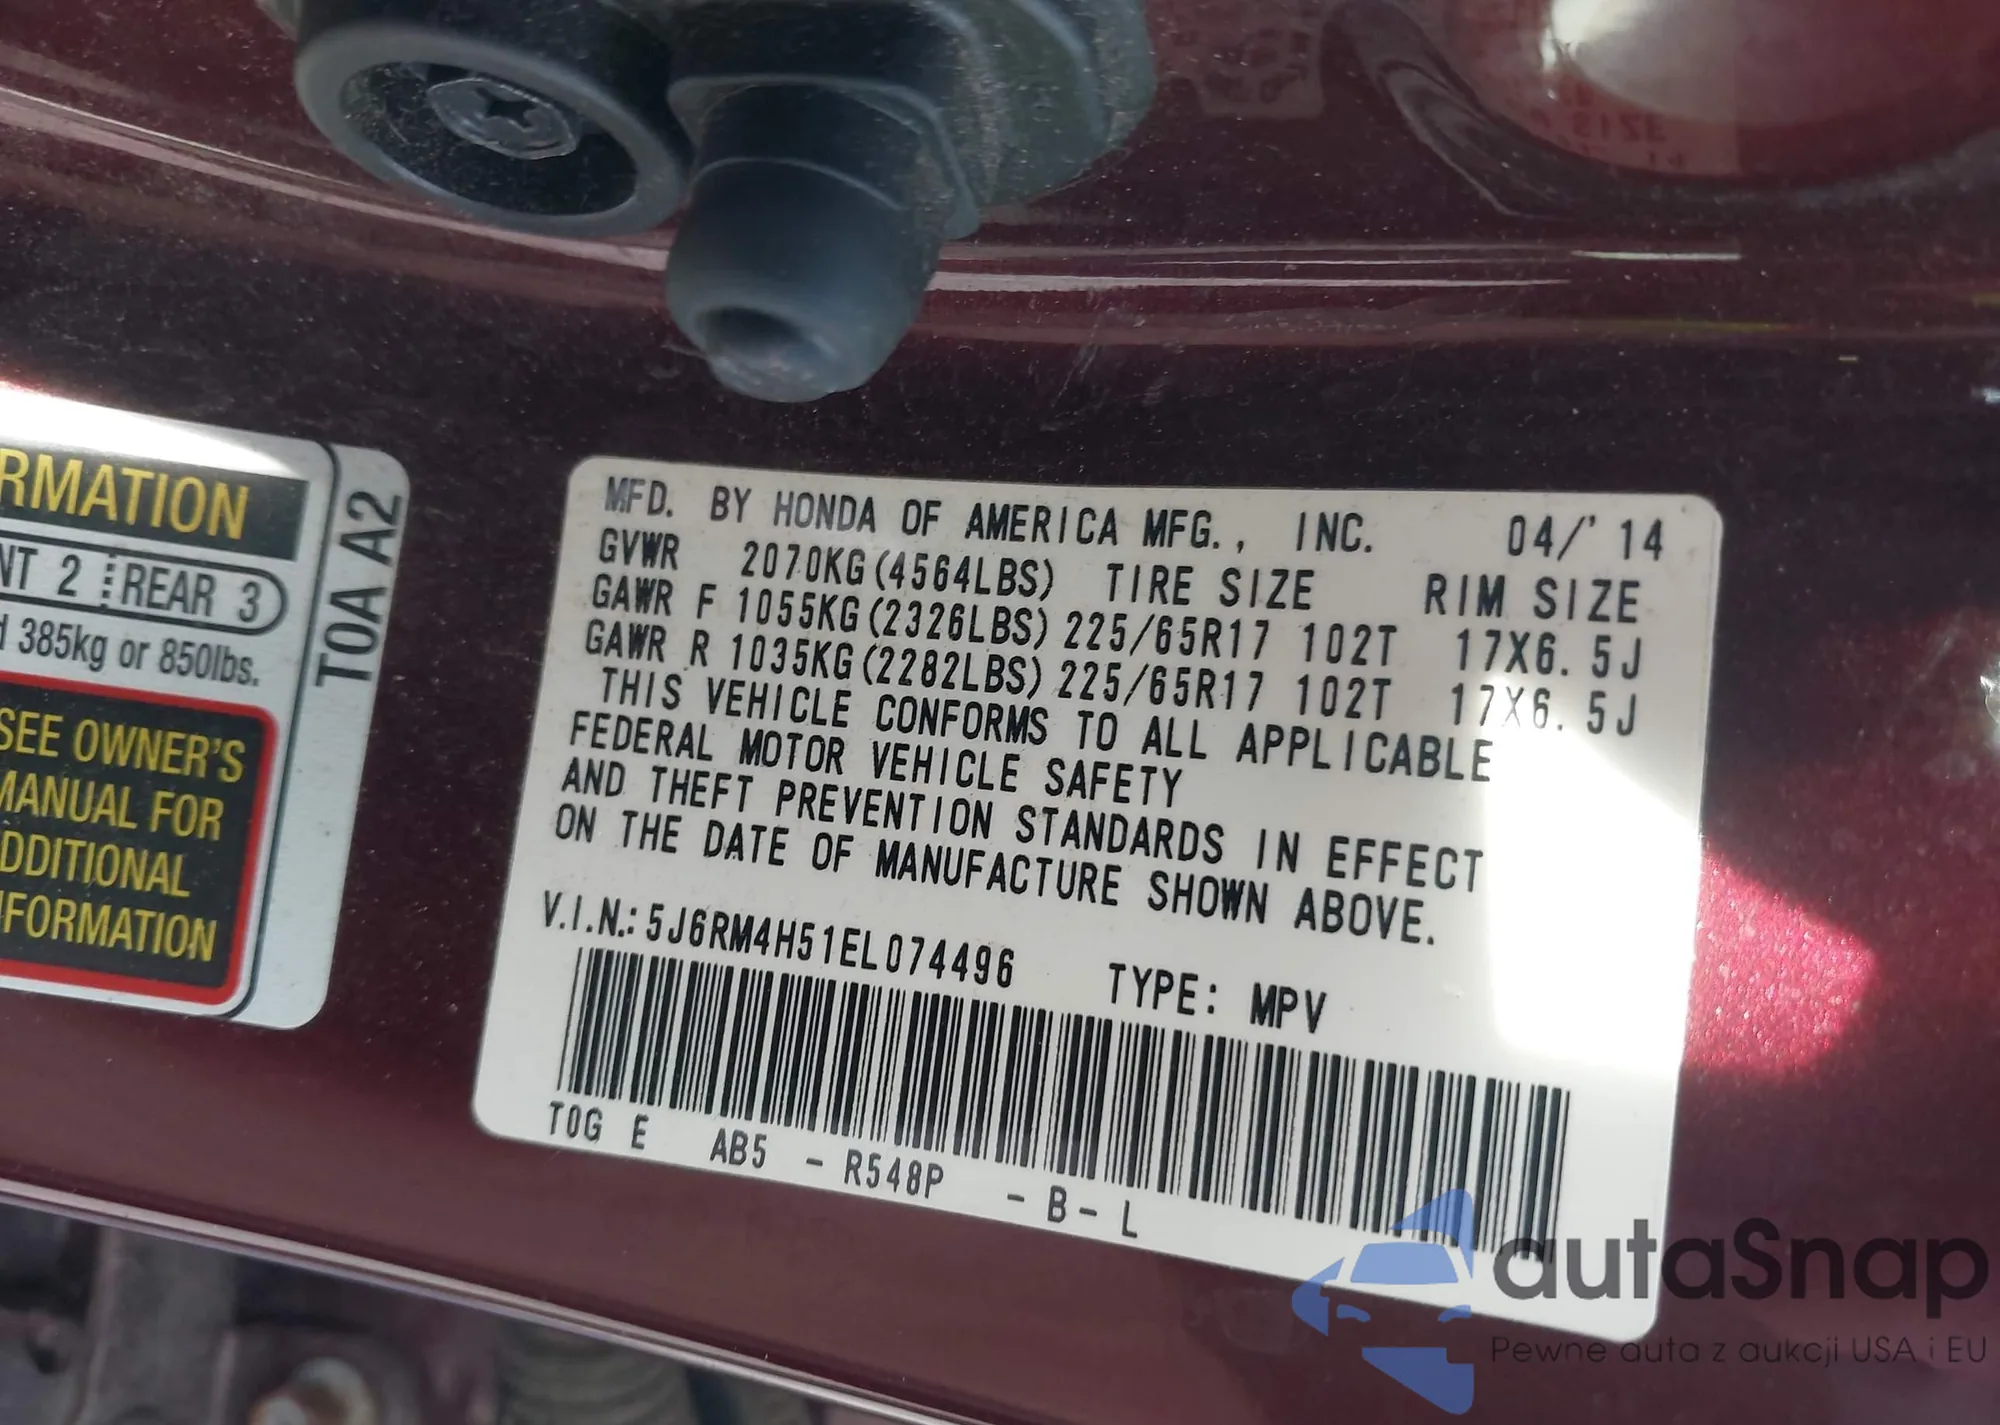 RMATION
NT 2 REAR 3
d 385kg or 850lbs.
SEE OWNER'S
MANUAL FOR
DDITIONAL
FORMATION
T0A A2
MFD. BY HONDA OF AMERICA MFG., INC. 04/'14
GVWR 2070KG(4564LBS) TIRE SIZE RIM SIZE
GAWR F 1055KG(2326LBS) 225/65R17 102T 17X6.5J
GAWR R 1035KG(2282LBS) 225/65R17 102T 17X6.5J
THIS VEHICLE CONFORMS TO ALL APPLICABLE
FEDERAL MOTOR VEHICLE SAFETY
AND THEFT PREVENTION STANDARDS IN EFFECT
ON THE DATE OF MANUFACTURE SHOWN ABOVE.
V.I.N.: 5J6RM4H51EL074496 TYPE: MPV
T0G E AB5 - R548P - B - L
autaSnap
Pewne auta z aukcji USA i EU